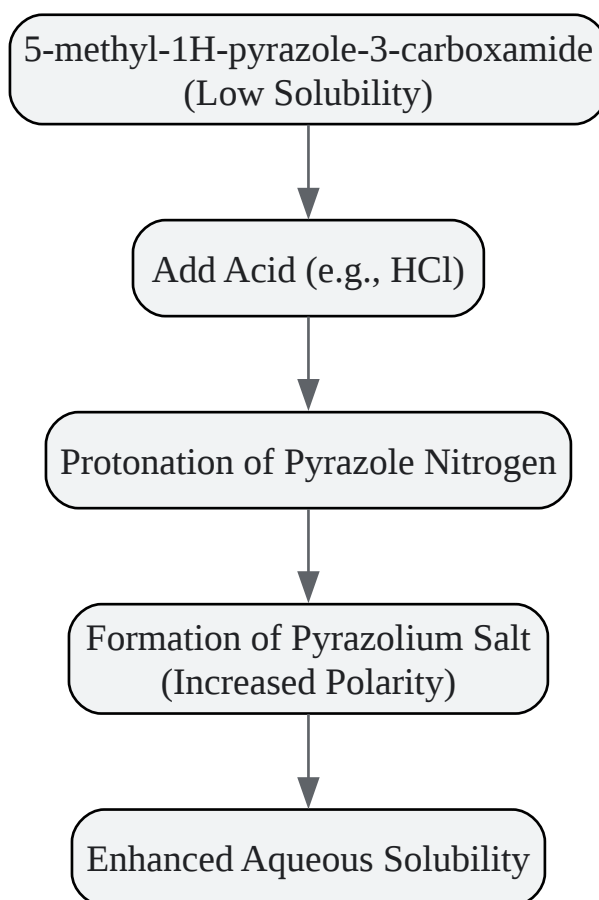 5-methyl-1H-pyrazole-3-carboxamide
(Low Solubility)
Add Acid (e.g., HCl)
Protonation of Pyrazole Nitrogen
Formation of Pyrazolium Salt
(Increased Polarity)
Enhanced Aqueous Solubility